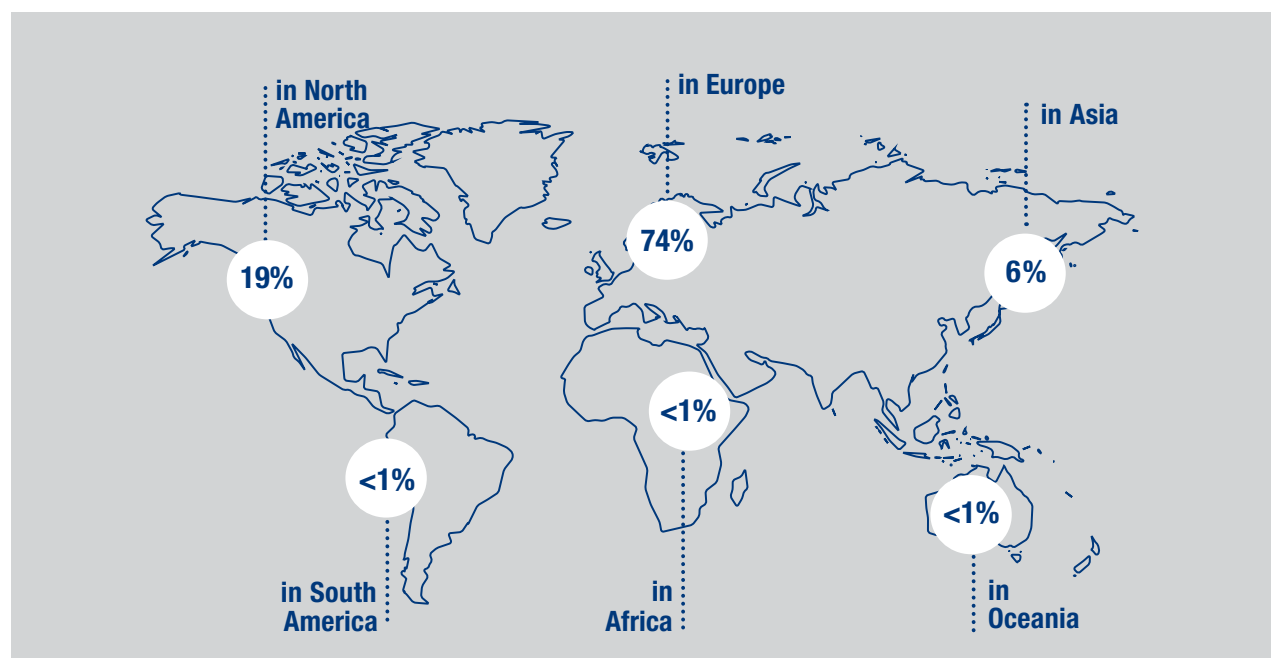 in North
America
19%
in Europe
74%
in Asia
6%
<1%
in South
America
<1%
in
Africa
<1%
in
Oceania